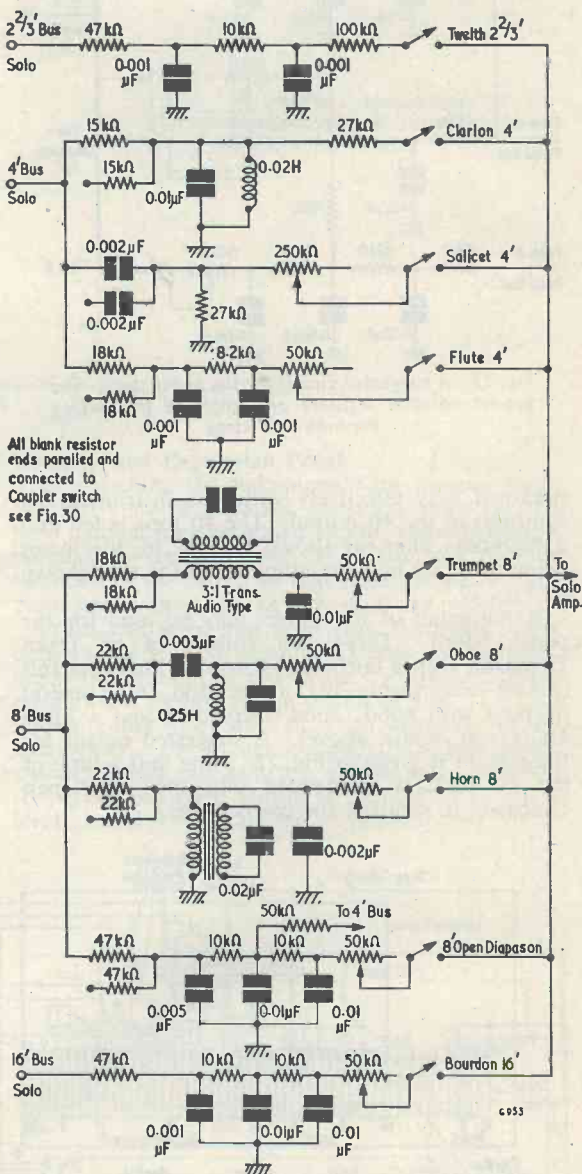 2 2/3' Bus
Solo
47kΩ
10kΩ
100kΩ
Twelth 2 2/3'
0·001
μF
0·001
μF
15kΩ
27kΩ
Clarion 4'
15kΩ
4' Bus
0·01μF
0·02H
0·002μF
0·002μF
250kΩ
Salicet 4'
27kΩ
18kΩ
8·2kΩ
50kΩ
Flute 4'
18kΩ
0·001
μF
0·001
μF
All blank resistor
ends paralled and
connected to
Coupler switch
see Fig.30
18kΩ
18kΩ
3:1 Trans.
Audio Type
50kΩ
Trumpet 8'
To
Solo
Amp.
0·01μF
22kΩ
0·003μF
50kΩ
Oboe 8'
22kΩ
0·25H
8' Bus
Solo
22kΩ
50kΩ
Horn 8'
22kΩ
0·02μF
0·002μF
50kΩ
To 4' Bus
47kΩ
10kΩ
10kΩ
50kΩ
8' Open Diapason
47kΩ
0·005
μF
0·01μF
0·01
μF
16' Bus
Solo
47kΩ
10kΩ
10kΩ
50kΩ
Bourdon 16'
0·001
μF
0·01μF
0·01
μF
G953